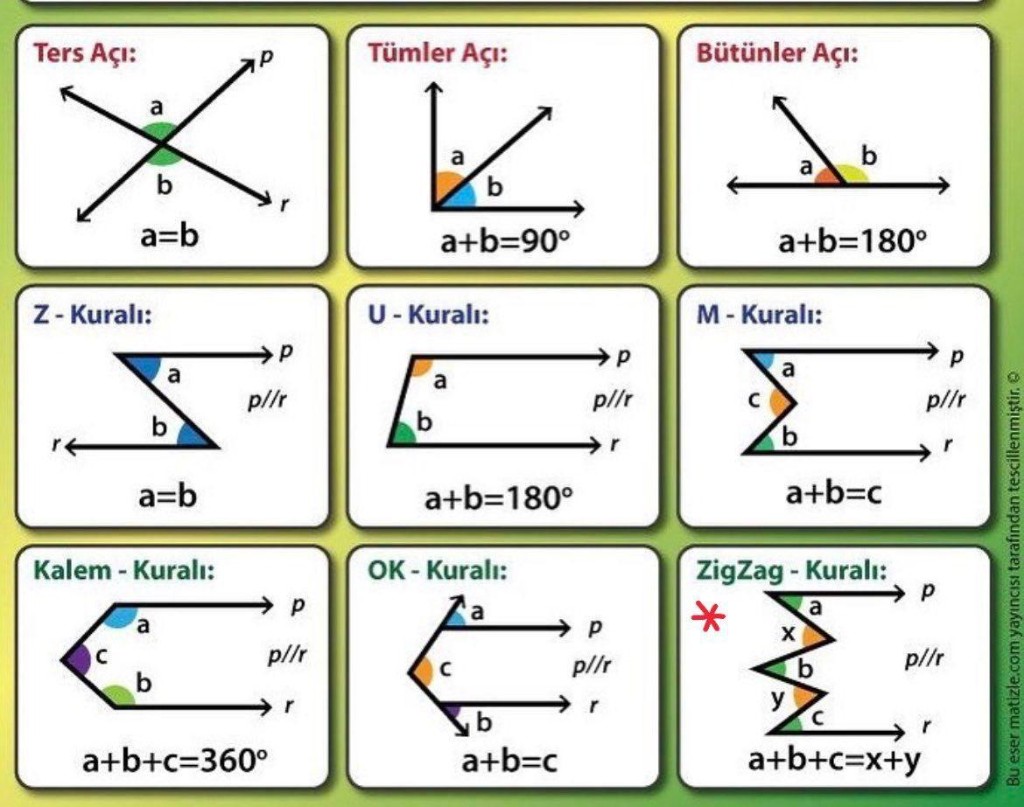 Ters Açı:
a
b
p
r
a=b
Tümler Açı:
a
b
a+b=90°
Bütünler Açı:
a
b
a+b=180°
Z - Kuralı:
p
a
p//r
b
r
a=b
U - Kuralı:
p
a
p//r
b
r
a+b=180°
M - Kuralı:
p
a
c
p//r
b
r
a+b=c
Kalem - Kuralı:
p
a
c
p//r
b
r
a+b+c=360°
OK - Kuralı:
a
p
c
p//r
r
b
a+b=c
ZigZag - Kuralı:
p
a
x
p//r
b
y
c
r
a+b+c=x+y
Bu eser matizle.com yayıncısı tarafından tescillenmiştir. ©